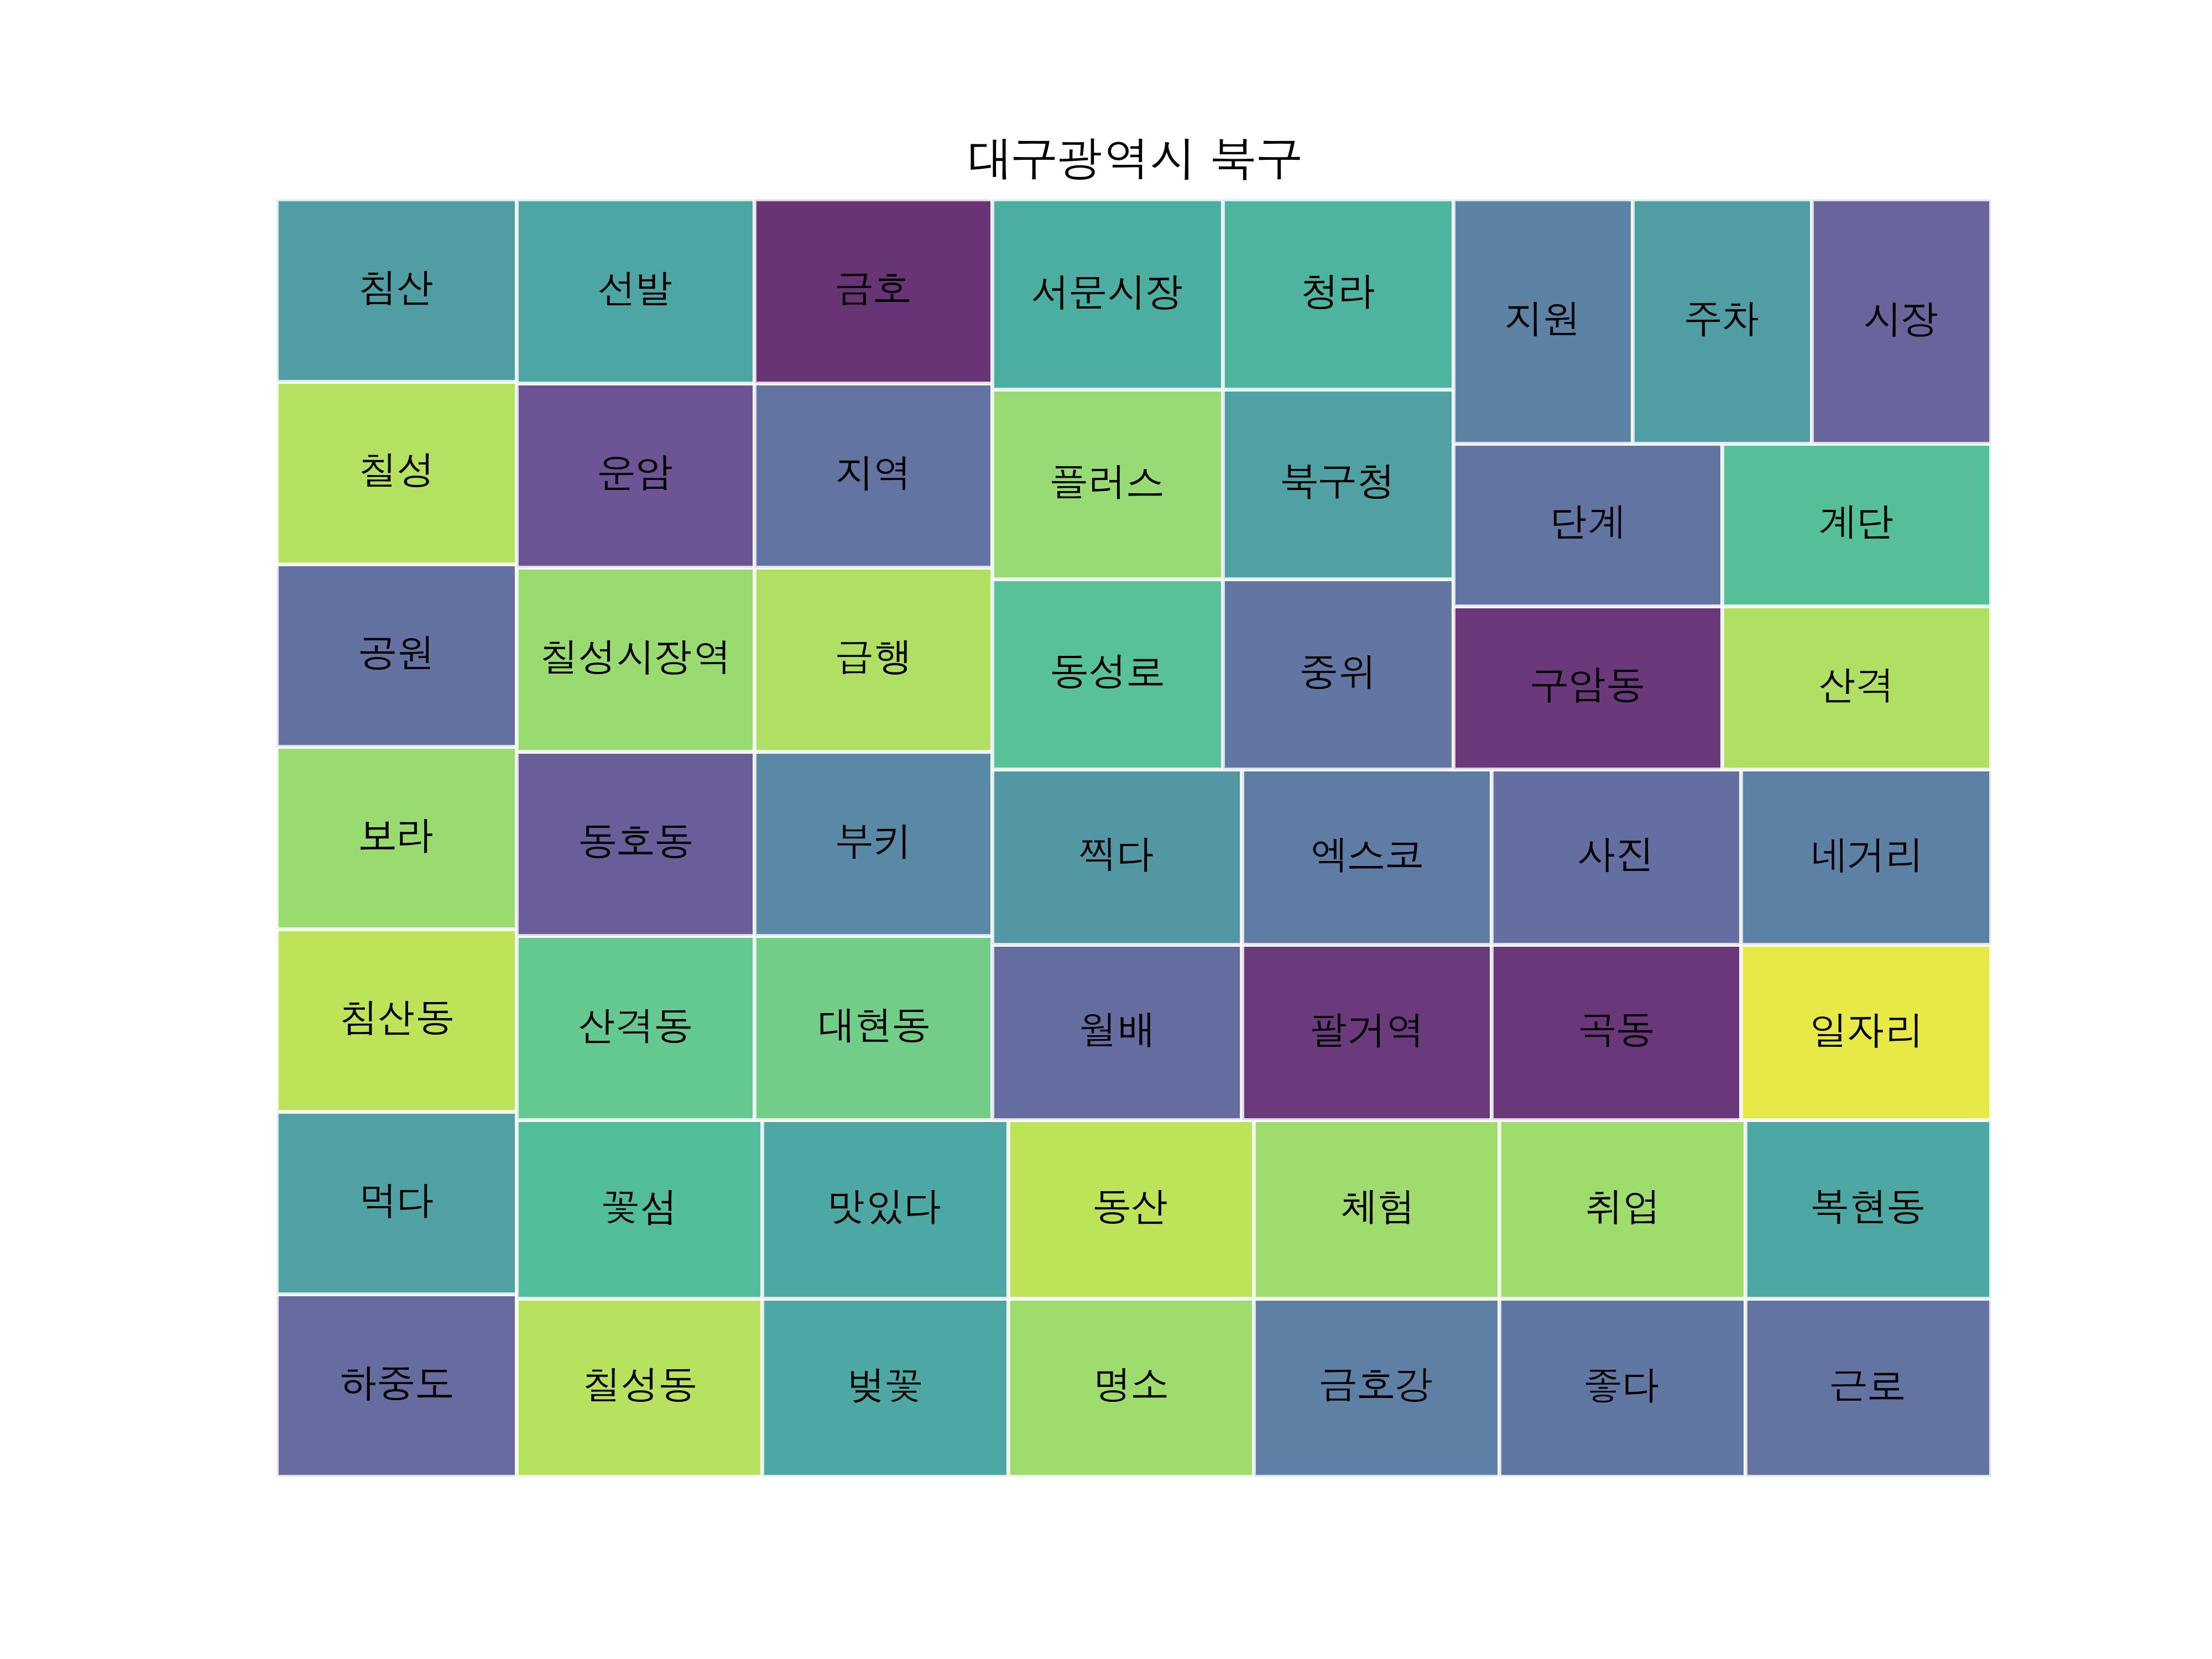 대구광역시 북구
침산
선발
금호
서문시장
청라
지원
주차
시장
칠성
운암
지역
플러스
북구청
단계
계단
공원
칠성시장역
급행
동성로
중위
구암동
산격
보라
동호동
부키
찍다
엑스코
사진
네거리
침산동
산격동
대현동
월배
팔거역
곡동
일자리
먹다
꽃섬
맛있다
동산
체험
취업
복현동
하중도
칠성동
벚꽃
명소
금호강
좋다
근로